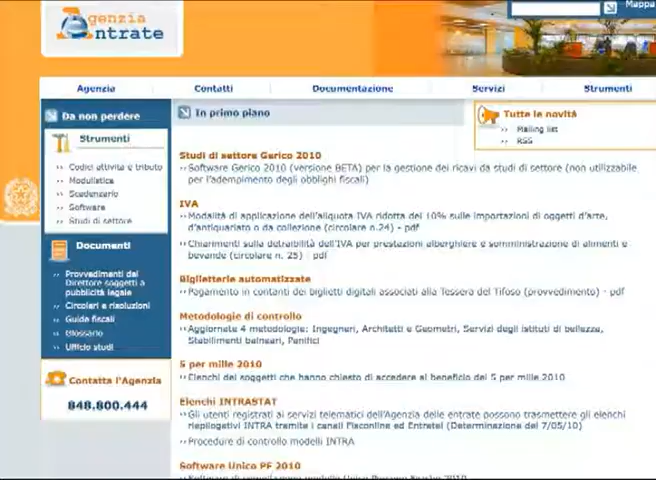 Agenzia
Entrate
Mappa
Agenzia
Contatti
Documentazione
Servizi
Strumenti
Da non perdere
Strumenti
Codici attività e tributo
Modulistica
Scadenzario
Software
Studi di settore
Documenti
Provvedimenti del
Direttore soggetti a
pubblicità legale
Circolari e risoluzioni
Guide fiscali
Glossario
Ufficio studi
Contatta l'Agenzia
848.800.444
In primo piano
Tutte le novità
Mailing list
RSS
Studi di settore Gerico 2010
Software Gerico 2010 (versione BETA) per la gestione dei ricavi da studi di settore (non utilizzabile
per l'adempimento degli obblighi fiscali)
IVA
Modalità di applicazione dell'aliquota IVA ridotta del 10% sulle importazioni di oggetti d'arte,
d'antiquariato o da collezione (circolare n.24) - pdf
Chiarimenti sulla detraibilità dell'IVA per prestazioni alberghiere e somministrazione di alimenti e
bevande (circolare n. 25) - pdf
Biglietterie automatizzate
Pagamento in contanti dei biglietti digitali associati alla Tessera del Tifoso (provvedimento) - pdf
Metodologie di controllo
Aggiornate 4 metodologie: Ingegneri, Architetti e Geometri, Servizi degli istituti di bellezza,
Stabilimenti balneari, Panifici
5 per mille 2010
Elenchi dei soggetti che hanno chiesto di accedere al beneficio del 5 per mille 2010
Elenchi INTRASTAT
Gli utenti registrati ai servizi telematici dell'Agenzia delle entrate possono trasmettere gli elenchi
riepilogativi INTRA tramite i canali Fisconline ed Entratel (Determinazione del 7/05/10)
Procedure di controllo modelli INTRA
Software Unico PF 2010